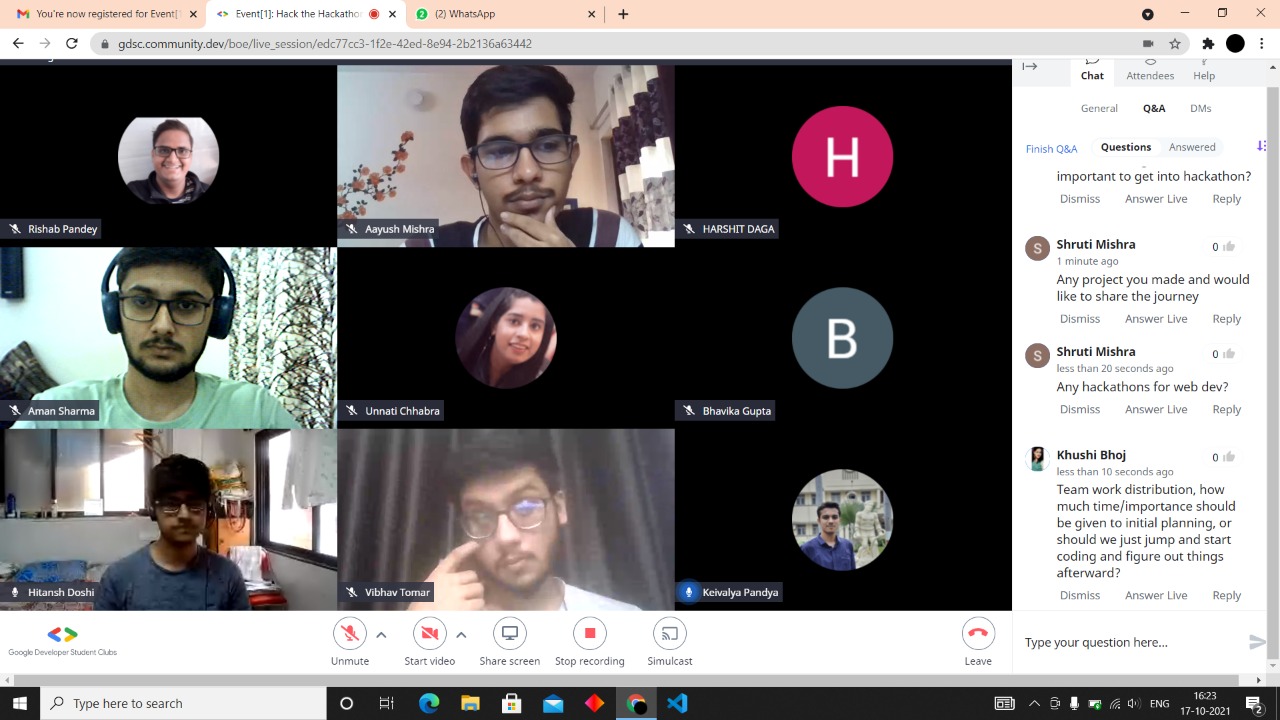 You're now registered for Event[
Event[1]: Hack the Hackathon
(2) WhatsApp
gdsc.community.dev/boe/live_session/edc77cc3-1f2e-42ed-8e94-2b2136a63442
Rishab Pandey
Aayush Mishra
H
HARSHIT DAGA
Aman Sharma
Unnati Chhabra
B
Bhavika Gupta
Hitansh Doshi
Vibhav Tomar
Keivalya Pandya
Chat
Attendees
Help
General
Q&A
DMs
Finish Q&A
Questions
Answered
important to get into hackathon?
Dismiss
Answer Live
Reply
S
Shruti Mishra
0
1 minute ago
Any project you made and would
like to share the journey
Dismiss
Answer Live
Reply
S
Shruti Mishra
0
less than 20 seconds ago
Any hackathons for web dev?
Dismiss
Answer Live
Reply
Khushi Bhoj
0
less than 10 seconds ago
Team work distribution, how
much time/importance should
be given to initial planning, or
should we just jump and start
coding and figure out things
afterward?
Dismiss
Answer Live
Reply
Type your question here...
Google Developer Student Clubs
Unmute
Start video
Share screen
Stop recording
Simulcast
Leave
Type here to search
ENG
16:23
17-10-2021
2